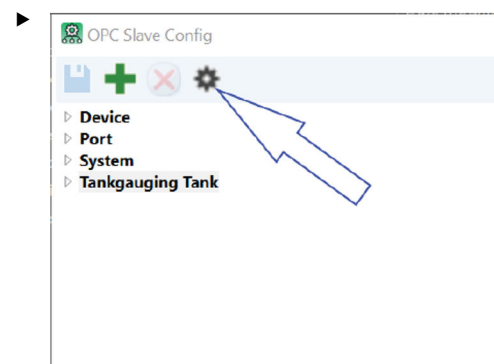 OPC Slave Config
Device
Port
System
Tankgauging Tank